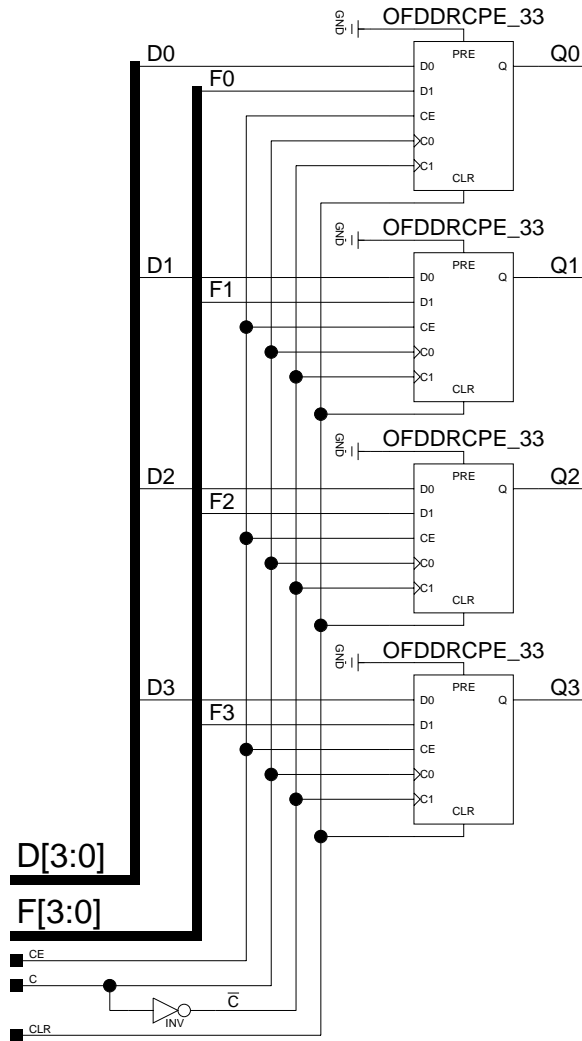 GND OFDDRCPE_33
D0 D0 PRE Q Q0
F0 D1
CE
C0
C1
CLR
GND OFDDRCPE_33
D1 D0 PRE Q Q1
F1 D1
CE
C0
C1
CLR
GND OFDDRCPE_33
D2 D0 PRE Q Q2
F2 D1
CE
C0
C1
CLR
GND OFDDRCPE_33
D3 D0 PRE Q Q3
F3 D1
CE
C0
C1
CLR
D[3:0]
F[3:0]
CE
C
C̅
INV
CLR